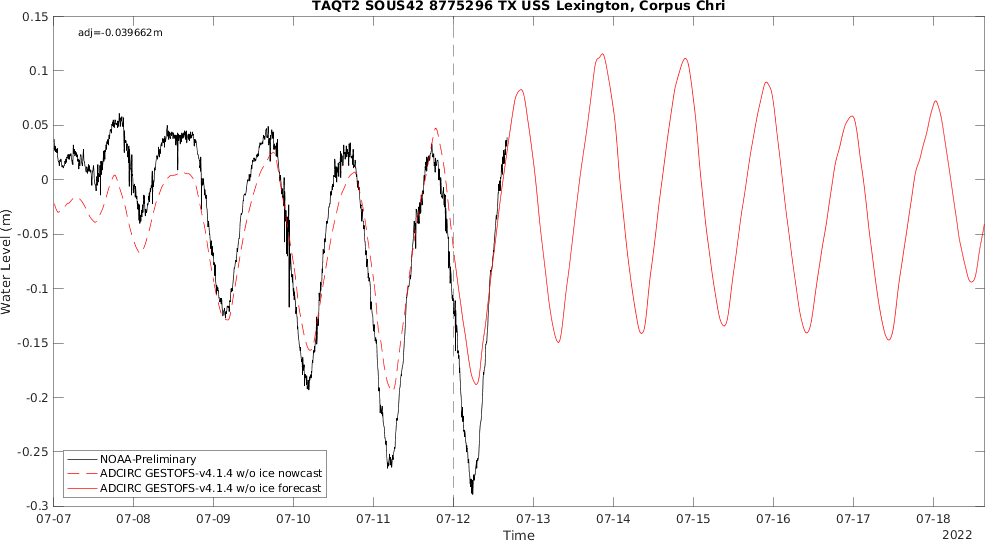 TAQT2 SOUS42 8775296 TX USS Lexington, Corpus Chri
adj=-0.039662m
0.15
0.1
0.05
0
-0.05
-0.1
-0.15
-0.2
-0.25
-0.3
Water Level (m)
NOAA-Preliminary
ADCIRC GESTOFS-v4.1.4 w/o ice nowcast
ADCIRC GESTOFS-v4.1.4 w/o ice forecast
07-07 07-08 07-09 07-10 07-11 07-12 07-13 07-14 07-15 07-16 07-17 07-18
Time
2022